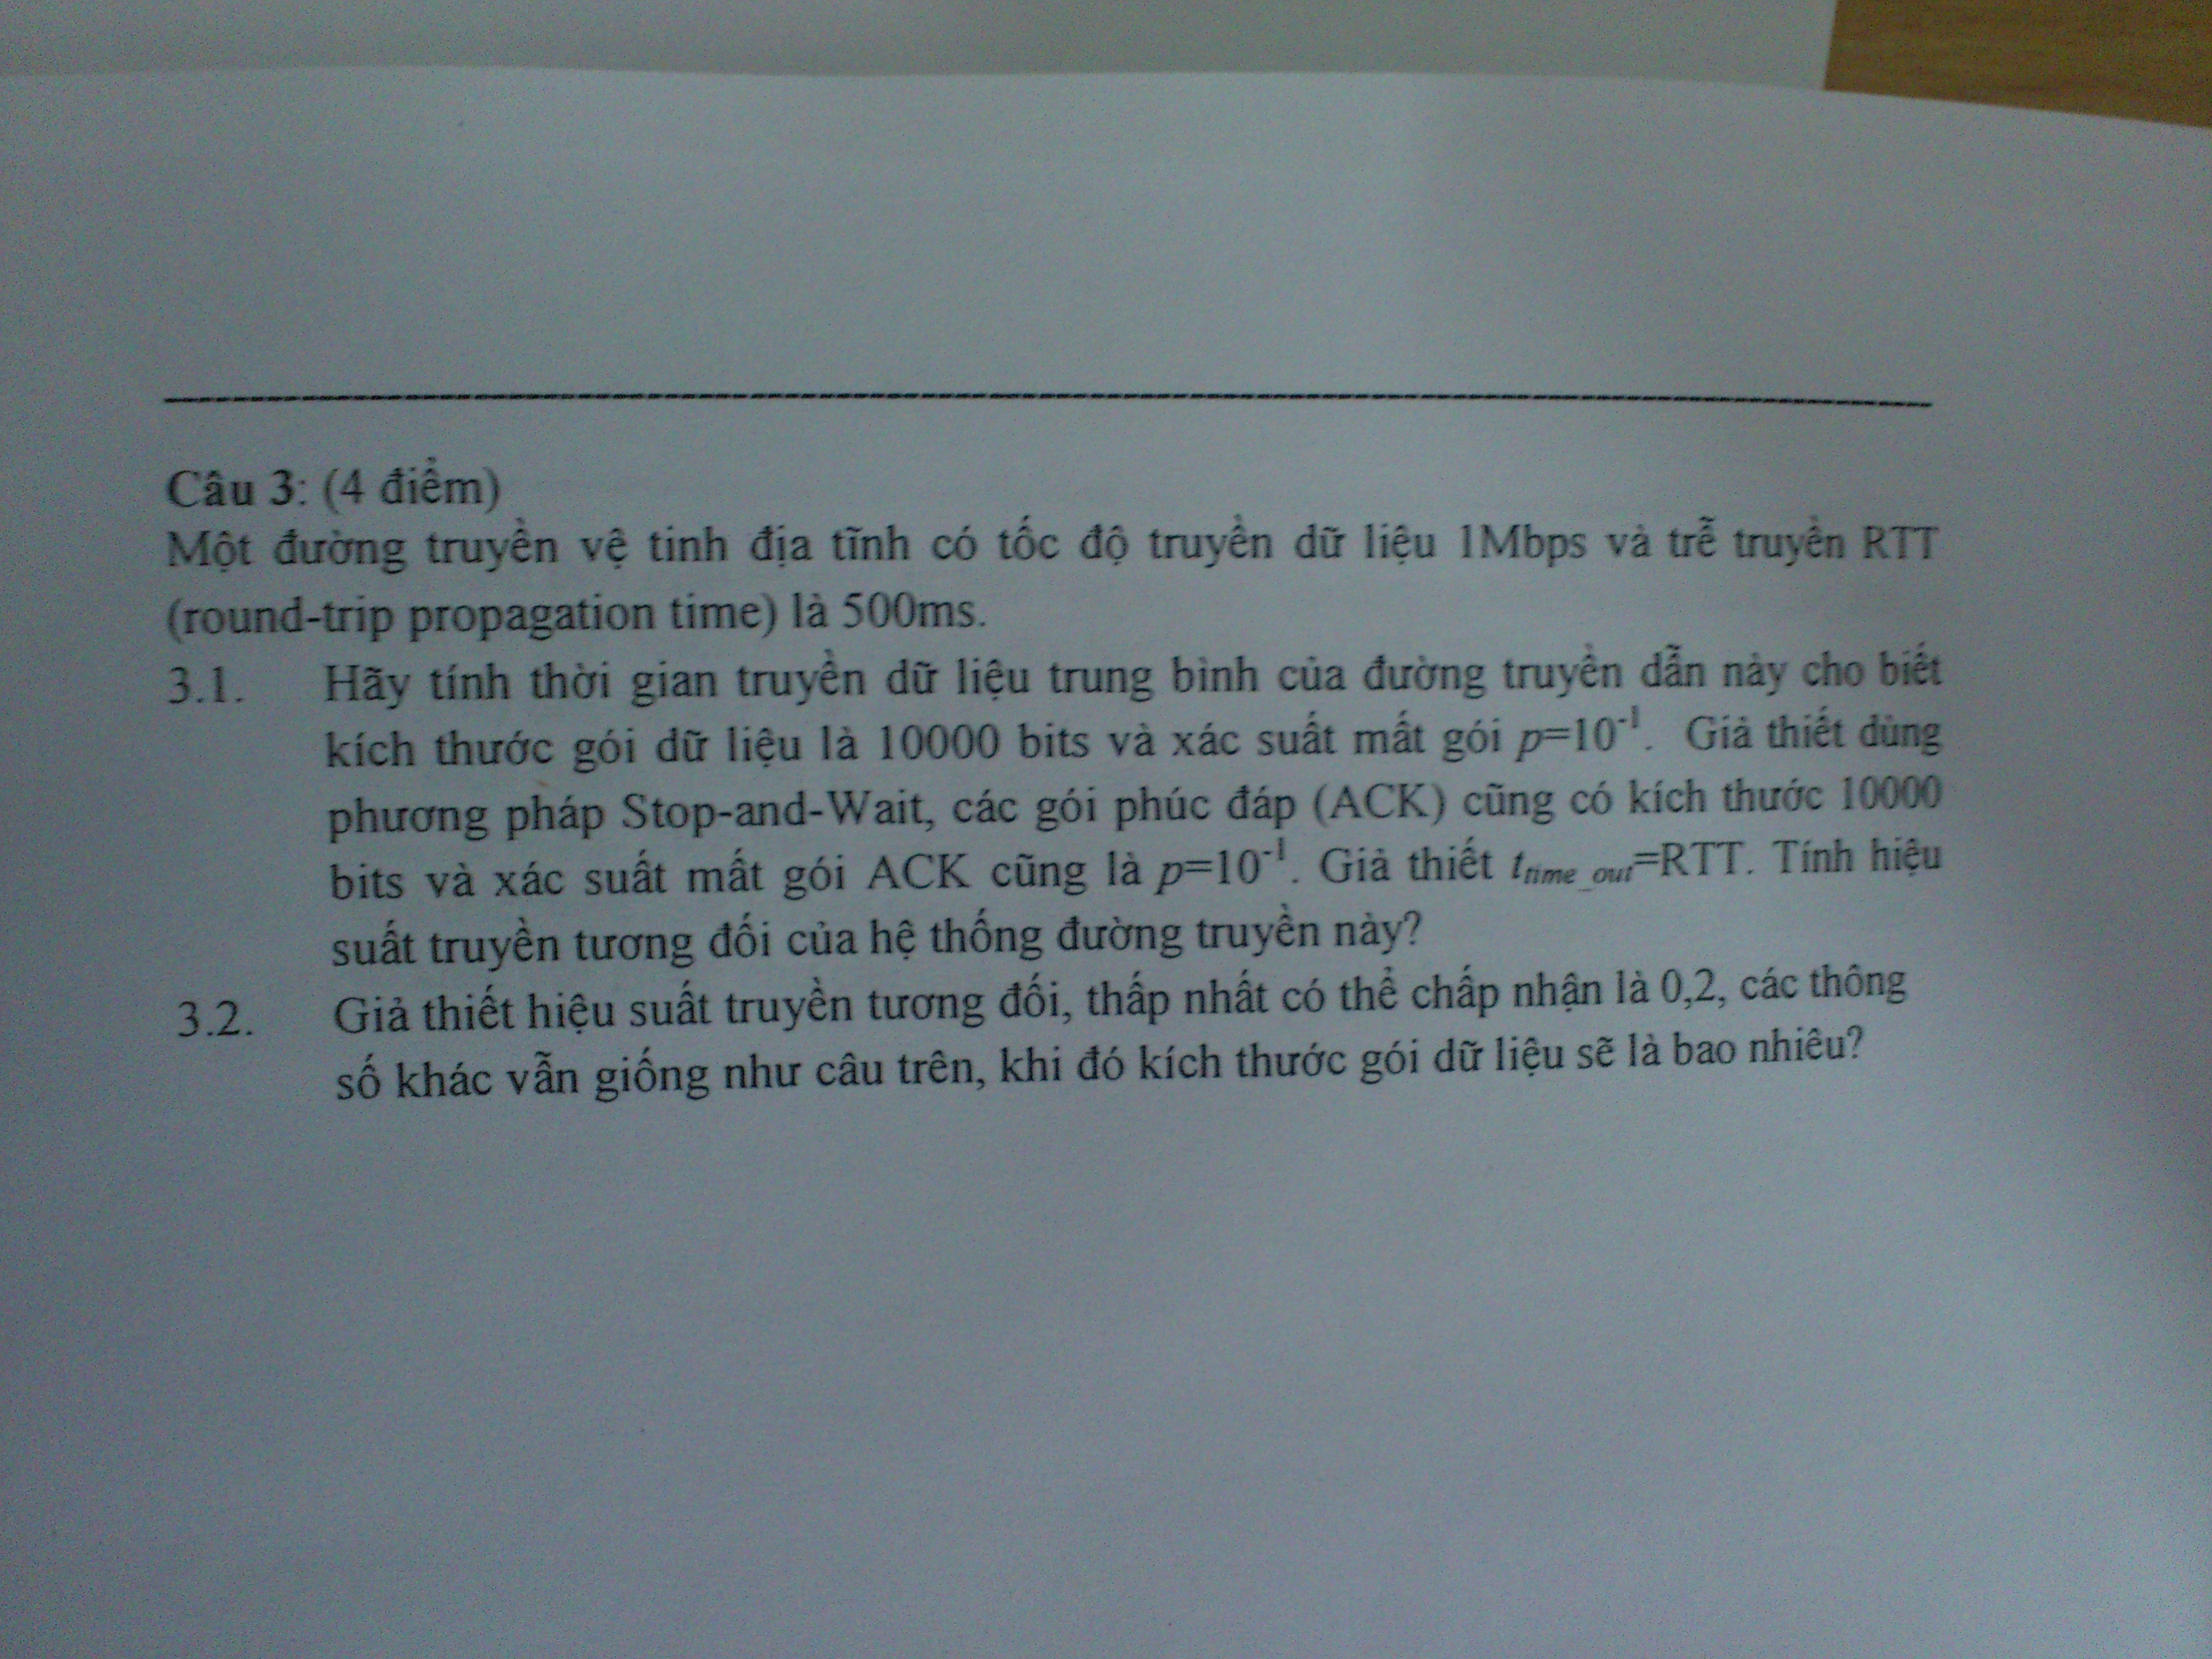 Câu 3: (4 điểm)
Một đường truyền vệ tinh địa tĩnh có tốc độ truyền dữ liệu 1Mbps và trễ truyền RTT
(round-trip propagation time) là 500ms.
3.1. Hãy tính thời gian truyền dữ liệu trung bình của đường truyền dẫn này cho biết
kích thước gói dữ liệu là 10000 bits và xác suất mất gói p=10⁻¹. Giả thiết dùng
phương pháp Stop-and-Wait, các gói phúc đáp (ACK) cũng có kích thước 10000
bits và xác suất mất gói ACK cũng là p=10⁻¹. Giả thiết t_time_out=RTT. Tính hiệu
suất truyền tương đối của hệ thống đường truyền này?
3.2. Giả thiết hiệu suất truyền tương đối, thấp nhất có thể chấp nhận là 0,2, các thông
số khác vẫn giống như câu trên, khi đó kích thước gói dữ liệu sẽ là bao nhiêu?